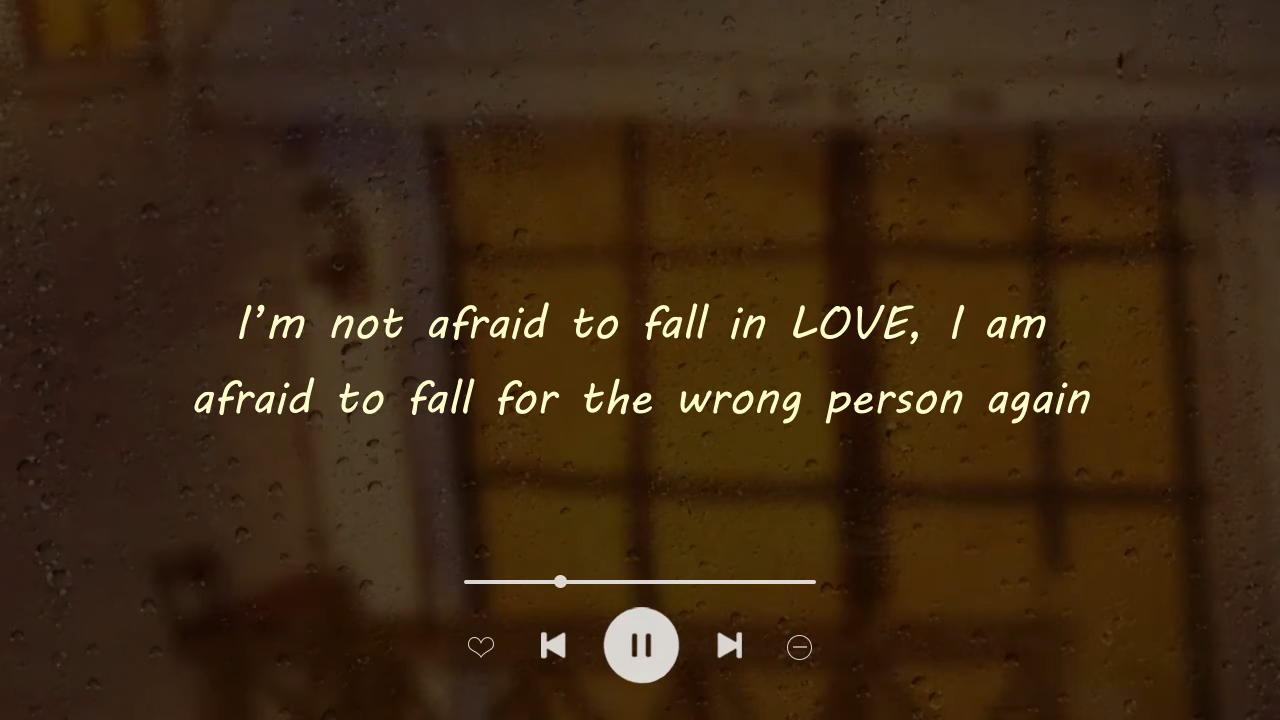 I’m not afraid to fall in LOVE, I am
afraid to fall for the wrong person again